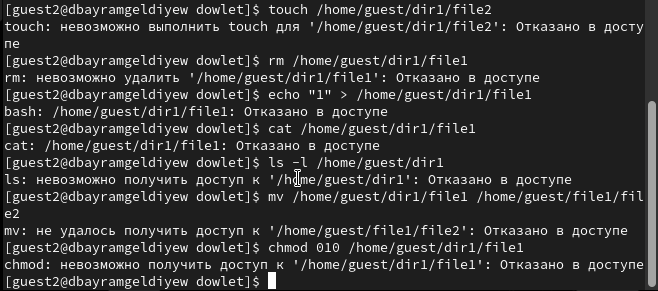 [guest2@dbayramgeldiyew dowlet]$ touch /home/guest/dir1/file2
touch: невозможно выполнить touch для '/home/guest/dir1/file2': Отказано в досту
пе
[guest2@dbayramgeldiyew dowlet]$ rm /home/guest/dir1/file1
rm: невозможно удалить '/home/guest/dir1/file1': Отказано в доступе
[guest2@dbayramgeldiyew dowlet]$ echo "1" > /home/guest/dir1/file1
bash: /home/guest/dir1/file1: Отказано в доступе
[guest2@dbayramgeldiyew dowlet]$ cat /home/guest/dir1/file1
cat: /home/guest/dir1/file1: Отказано в доступе
[guest2@dbayramgeldiyew dowlet]$ ls -l /home/guest/dir1
ls: невозможно получить доступ к '/home/guest/dir1': Отказано в доступе
[guest2@dbayramgeldiyew dowlet]$ mv /home/guest/dir1/file1 /home/guest/file1/fil
e2
mv: не удалось получить доступ к '/home/guest/file1/file2': Отказано в доступе
[guest2@dbayramgeldiyew dowlet]$ chmod 010 /home/guest/dir1/file1
chmod: невозможно получить доступ к '/home/guest/dir1/file1': Отказано в доступе
[guest2@dbayramgeldiyew dowlet]$